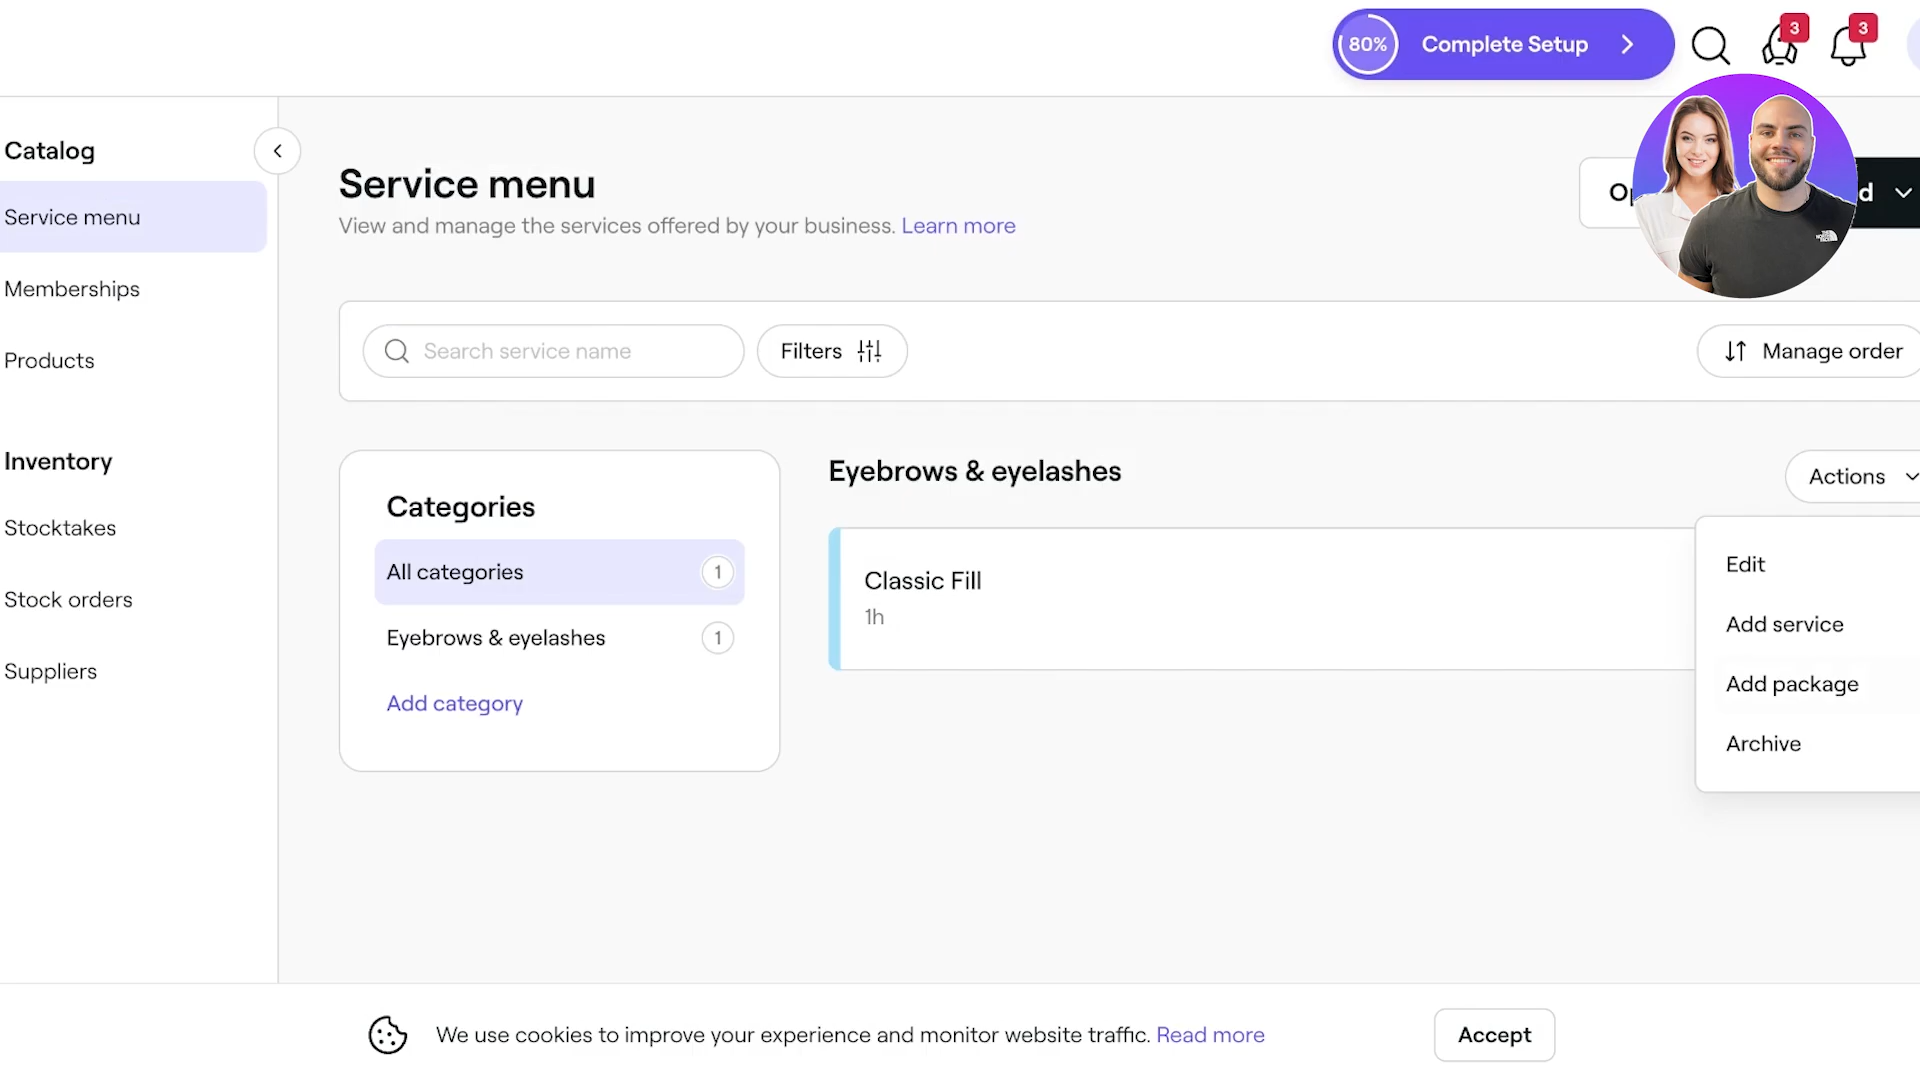 80% Complete Setup
3
3
Catalog
Service menu
Memberships
Products
Inventory
Stocktakes
Stock orders
Suppliers
Service menu
View and manage the services offered by your business. Learn more
Search service name
Filters
Manage order
Categories
All categories 1
Eyebrows & eyelashes 1
Add category
Eyebrows & eyelashes
Actions
Classic Fill
1h
Edit
Add service
Add package
Archive
We use cookies to improve your experience and monitor website traffic. Read more
Accept